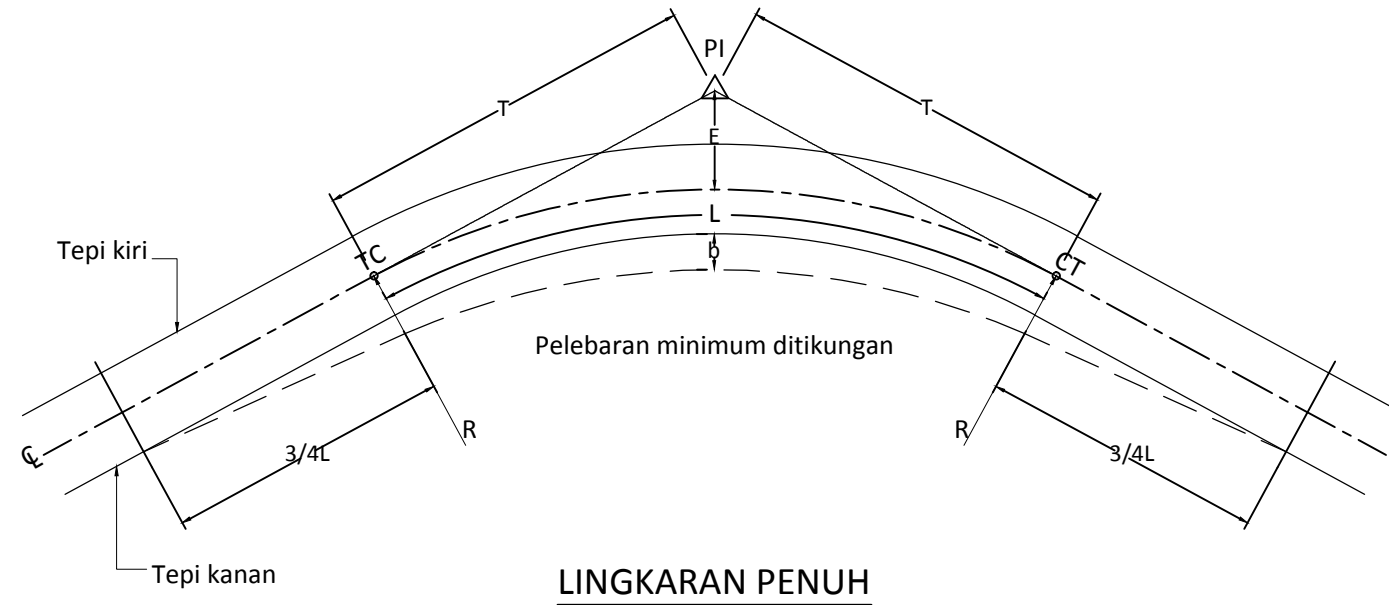 PI
T
T
E
L
b
TC
CT
Tepi kiri
Pelebaran minimum ditikungan
R
R
CL
3/4L
3/4L
Tepi kanan
LINGKARAN PENUH